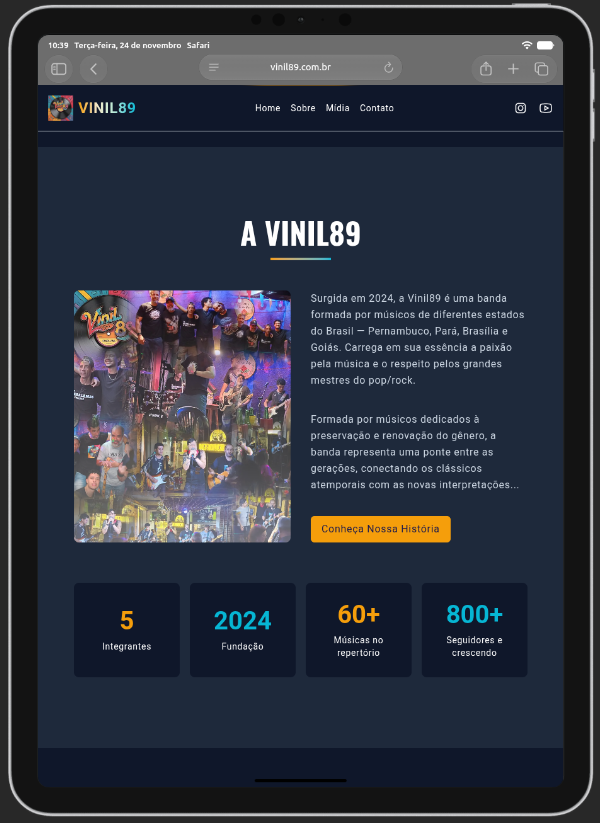 10:39 Terça-feira, 24 de novembro Safari
vinil89.com.br
VINIL89
Home Sobre Mídia Contato
A VINIL89
Vinil
8
Surgida em 2024, a Vinil89 é uma banda
formada por músicos de diferentes estados
do Brasil — Pernambuco, Pará, Brasília e
Goiás. Carrega em sua essência a paixão
pela música e o respeito pelos grandes
mestres do pop/rock.
Formada por músicos dedicados à
preservação e renovação do gênero, a
banda representa uma ponte entre as
gerações, conectando os clássicos
atemporais com as novas interpretações...
Conheça Nossa História
5
Integrantes
2024
Fundação
60+
Músicas no
repertório
800+
Seguidores e
crescendo